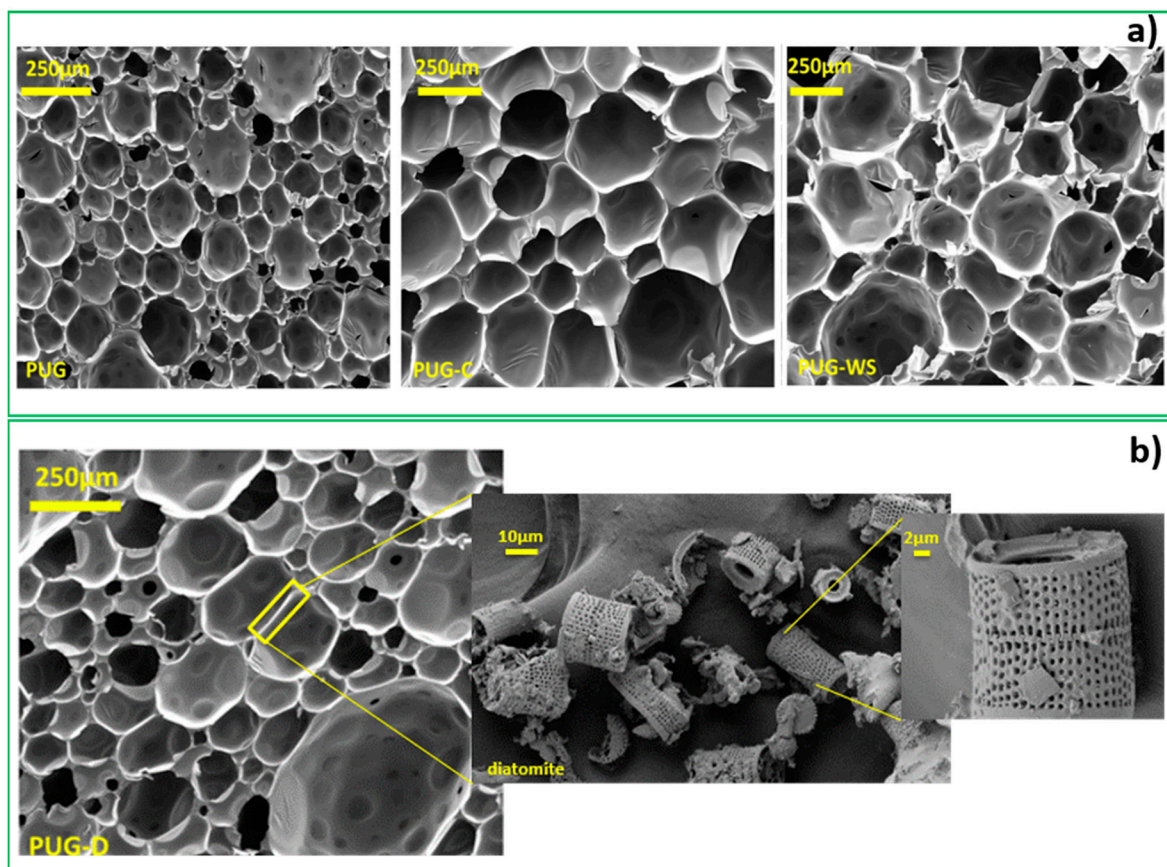 a)
250μm
PUG
250μm
PUG-C
250μm
PUG-WS
b)
250μm
PUG-D
10μm
diatomite
2μm